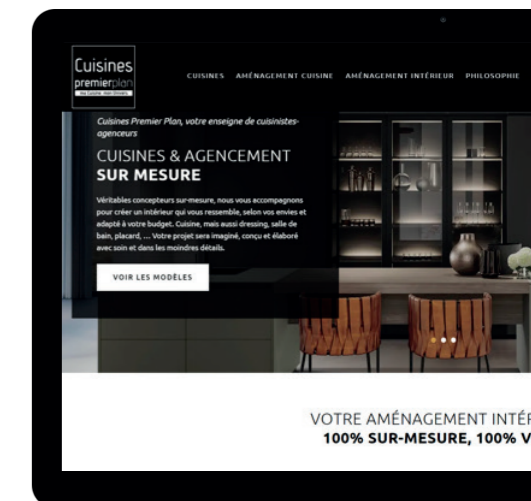 Cuisines
premierplan
CUISINES AMÉNAGEMENT CUISINE AMÉNAGEMENT INTÉRIEUR PHILOSOPHIE
Cuisines Premier Plan, votre enseigne de cuisinistes-
agenceurs
CUISINES & AGENCEMENT
SUR MESURE
Véritables concepteurs sur-mesure, nous vous accompagnons
pour créer un intérieur qui vous ressemble, selon vos envies et
adapté à votre budget. Cuisine, mais aussi dressing, salle de
bain, placard, ... Votre projet sera imaginé, conçu et élaboré
avec soin et dans les moindres détails.
VOIR LES MODÈLES
VOTRE AMÉNAGEMENT INTÉR
100% SUR-MESURE, 100% V